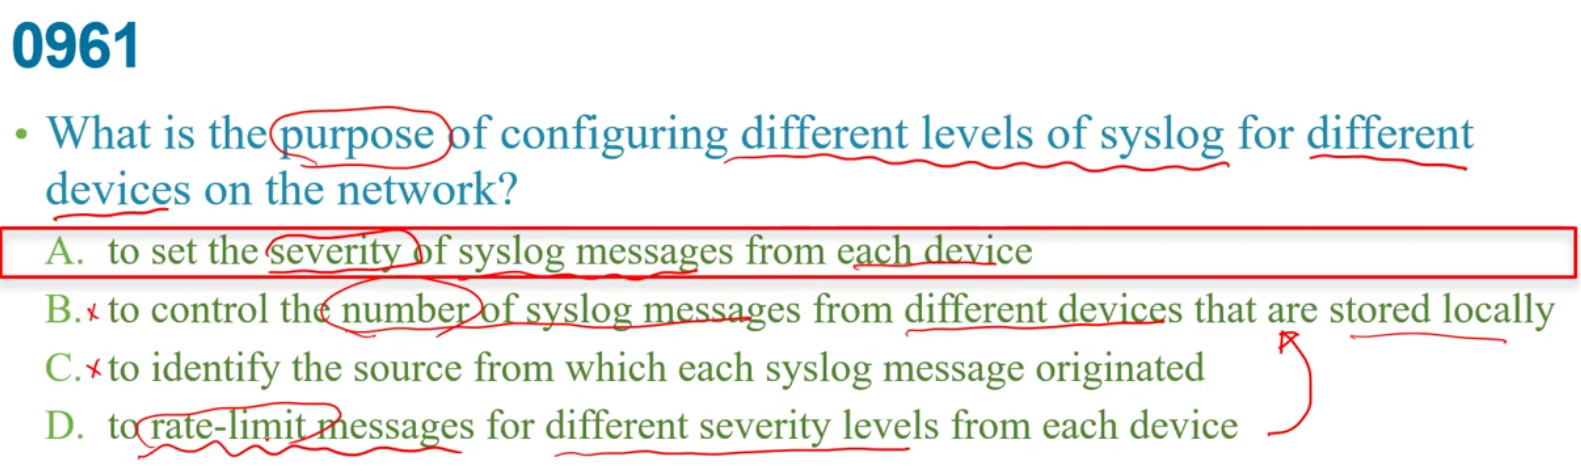 0961
• What is the purpose of configuring different levels of syslog for different
devices on the network?
A. to set the severity of syslog messages from each device
B. x to control the number of syslog messages from different devices that are stored locally
C. x to identify the source from which each syslog message originated
D. to rate-limit messages for different severity levels from each device